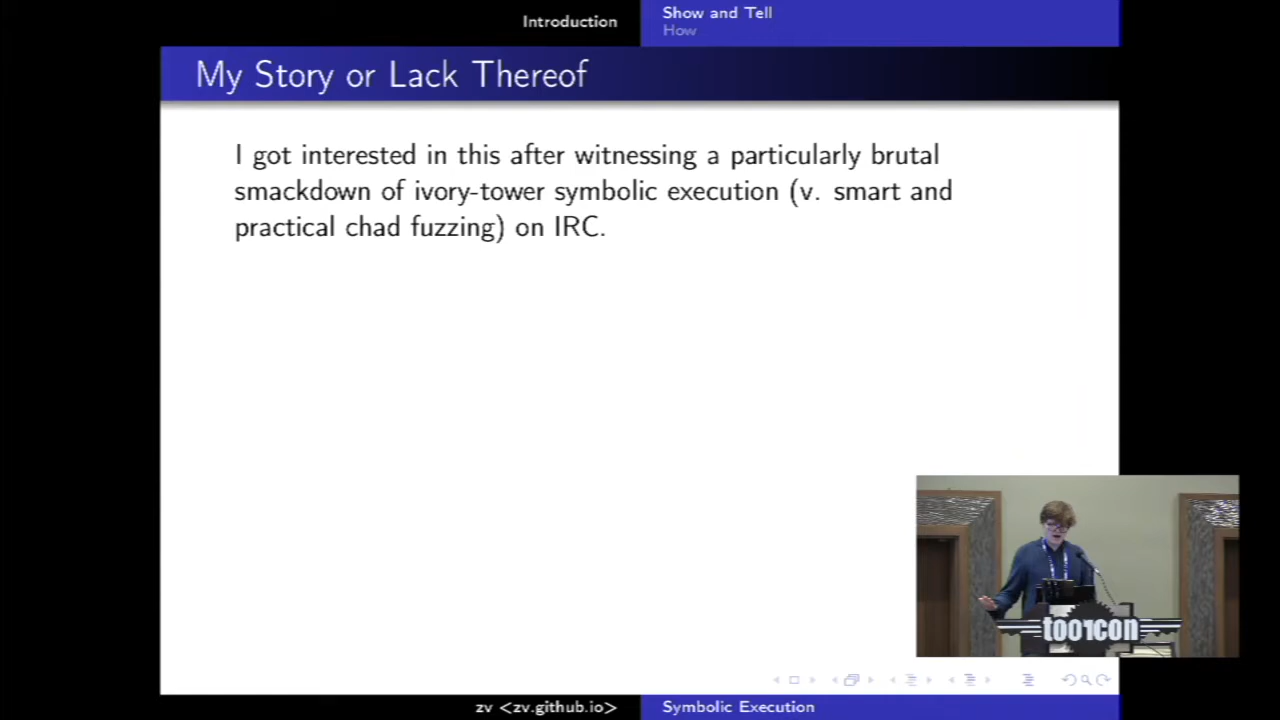 Introduction
Show and Tell
How
My Story or Lack Thereof
I got interested in this after witnessing a particularly brutal
smackdown of ivory-tower symbolic execution (v. smart and
practical chad fuzzing) on IRC.
toorcon
zv <zv.github.io>
Symbolic Execution